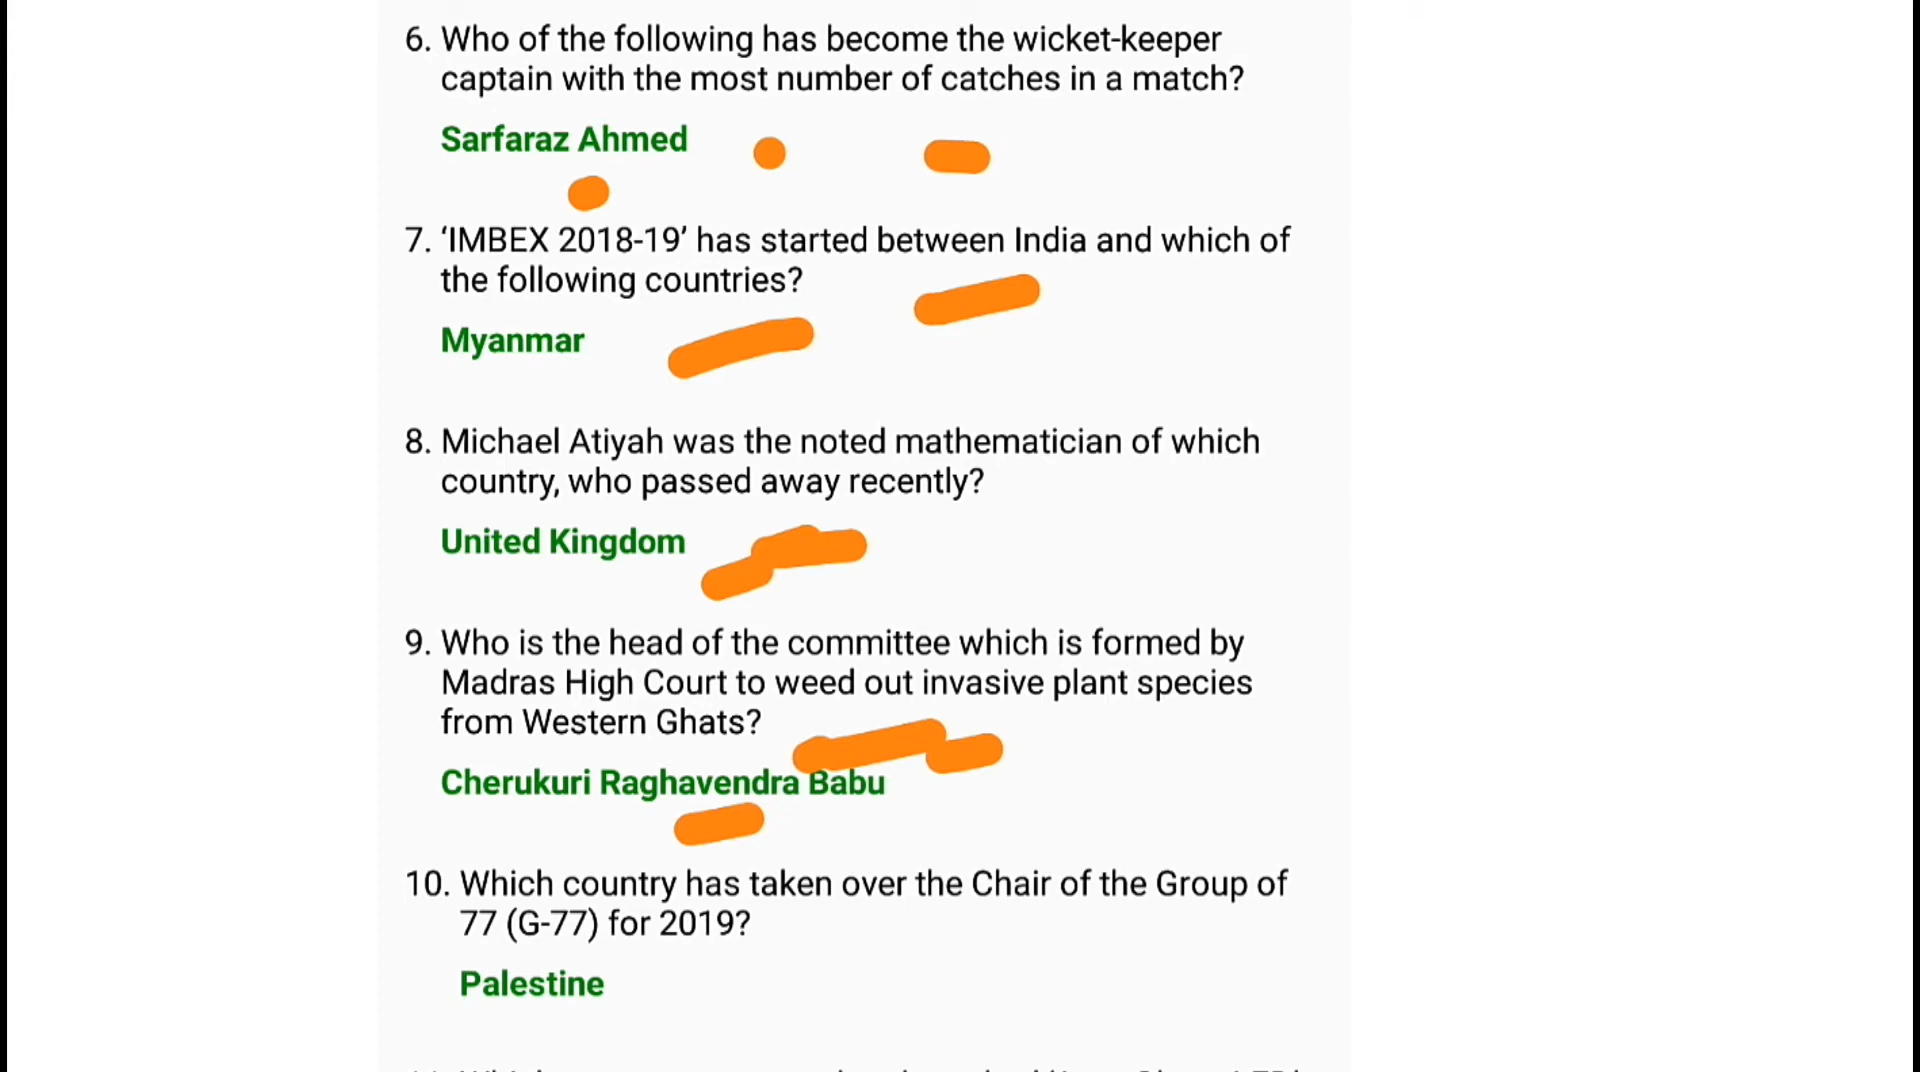 6. Who of the following has become the wicket-keeper
captain with the most number of catches in a match?
Sarfaraz Ahmed
7. ‘IMBEX 2018-19’ has started between India and which of
the following countries?
Myanmar
8. Michael Atiyah was the noted mathematician of which
country, who passed away recently?
United Kingdom
9. Who is the head of the committee which is formed by
Madras High Court to weed out invasive plant species
from Western Ghats?
Cherukuri Raghavendra Babu
10. Which country has taken over the Chair of the Group of
77 (G-77) for 2019?
Palestine